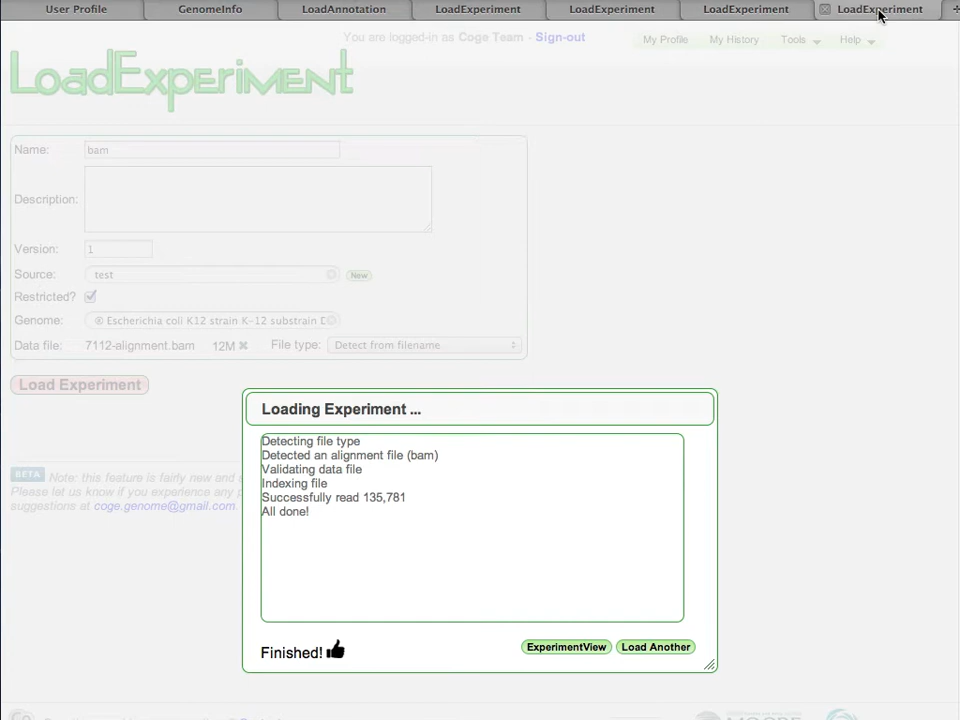 User Profile GenomeInfo LoadAnnotation LoadExperiment LoadExperiment LoadExperiment LoadExperiment
You are logged-in as Coge Team - Sign-out My Profile My History Tools Help
LoadExperiment
Name: bam
Description:
Version: 1
Source: test New
Restricted?
Genome: Escherichia coli K12 strain K-12 substrain D
Data file: 7112-alignment.bam 12M File type: Detect from filename
Load Experiment
Loading Experiment ...
Detecting file type
Detected an alignment file (bam)
Validating data file
Indexing file
Successfully read 135,781
All done!
BETA Note: this feature is fairly new and s
Please let us know if you experience any p
suggestions at coge.genome@gmail.com.
Finished! ExperimentView Load Another
MOORE